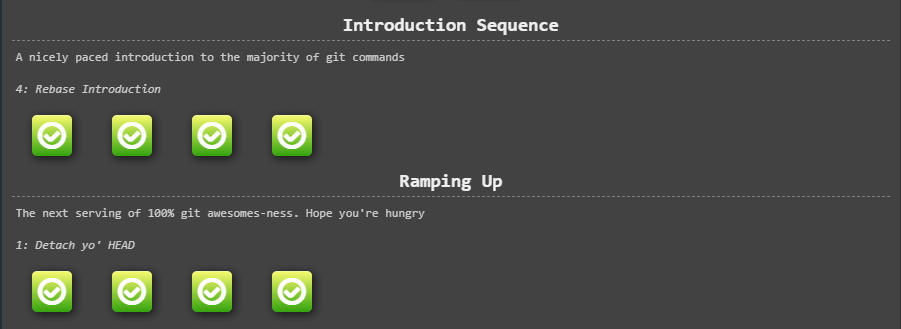 Introduction Sequence
A nicely paced introduction to the majority of git commands
4: Rebase Introduction
Ramping Up
The next serving of 100% git awesomes-ness. Hope you're hungry
1: Detach yo' HEAD